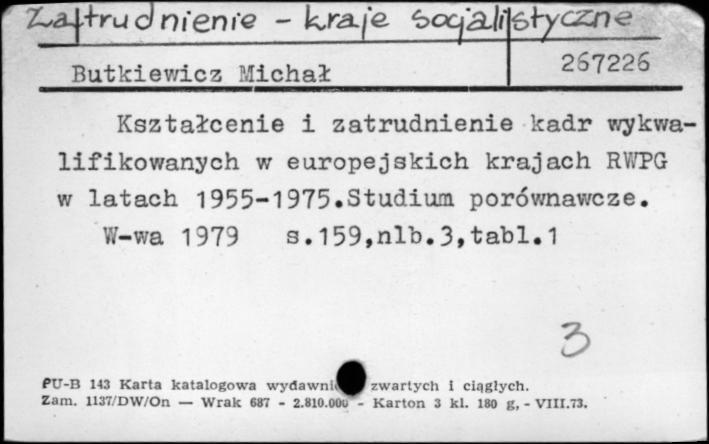 Zatrudnienie - kraje socjalistyczne
Butkiewicz Michał
267226
Kształcenie i zatrudnienie kadr wykwa-
lifikowanych w europejskich krajach RWPG
w latach 1955-1975.Studium porównawcze.
W-wa 1979 s.159,nlb.3,tabl.1
3
PU-B 143 Karta katalogowa zwartych i ciągłych.
Zam. 1137/DW/On — Wrak 687 - 2.810.000 - Karton 3 kl. 180 g, - VIII.73.